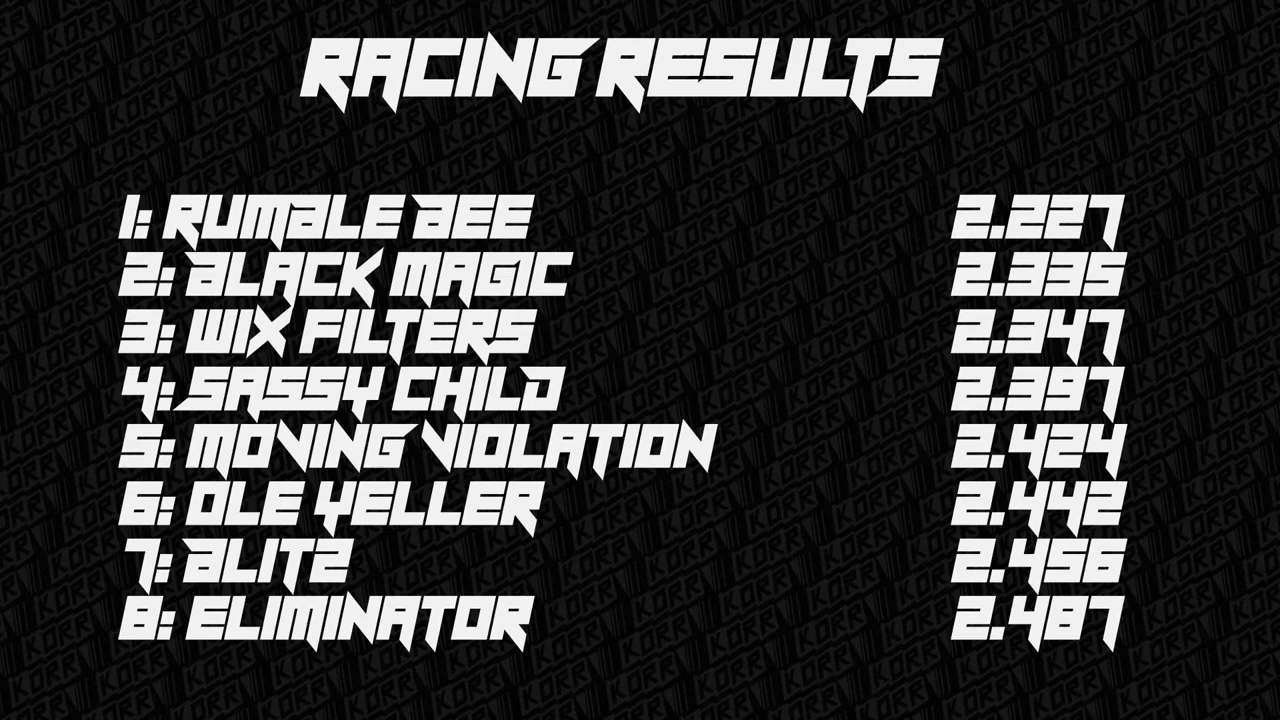 RACING RESULTS
1: RUMBLE BEE 2.227
2: BLACK MAGIC 2.335
3: WIX FILTERS 2.347
4: SASSY CHILD 2.397
5: MOVING VIOLATION 2.424
6: OLE YELLER 2.442
7: BLITZ 2.456
8: ELIMINATOR 2.487